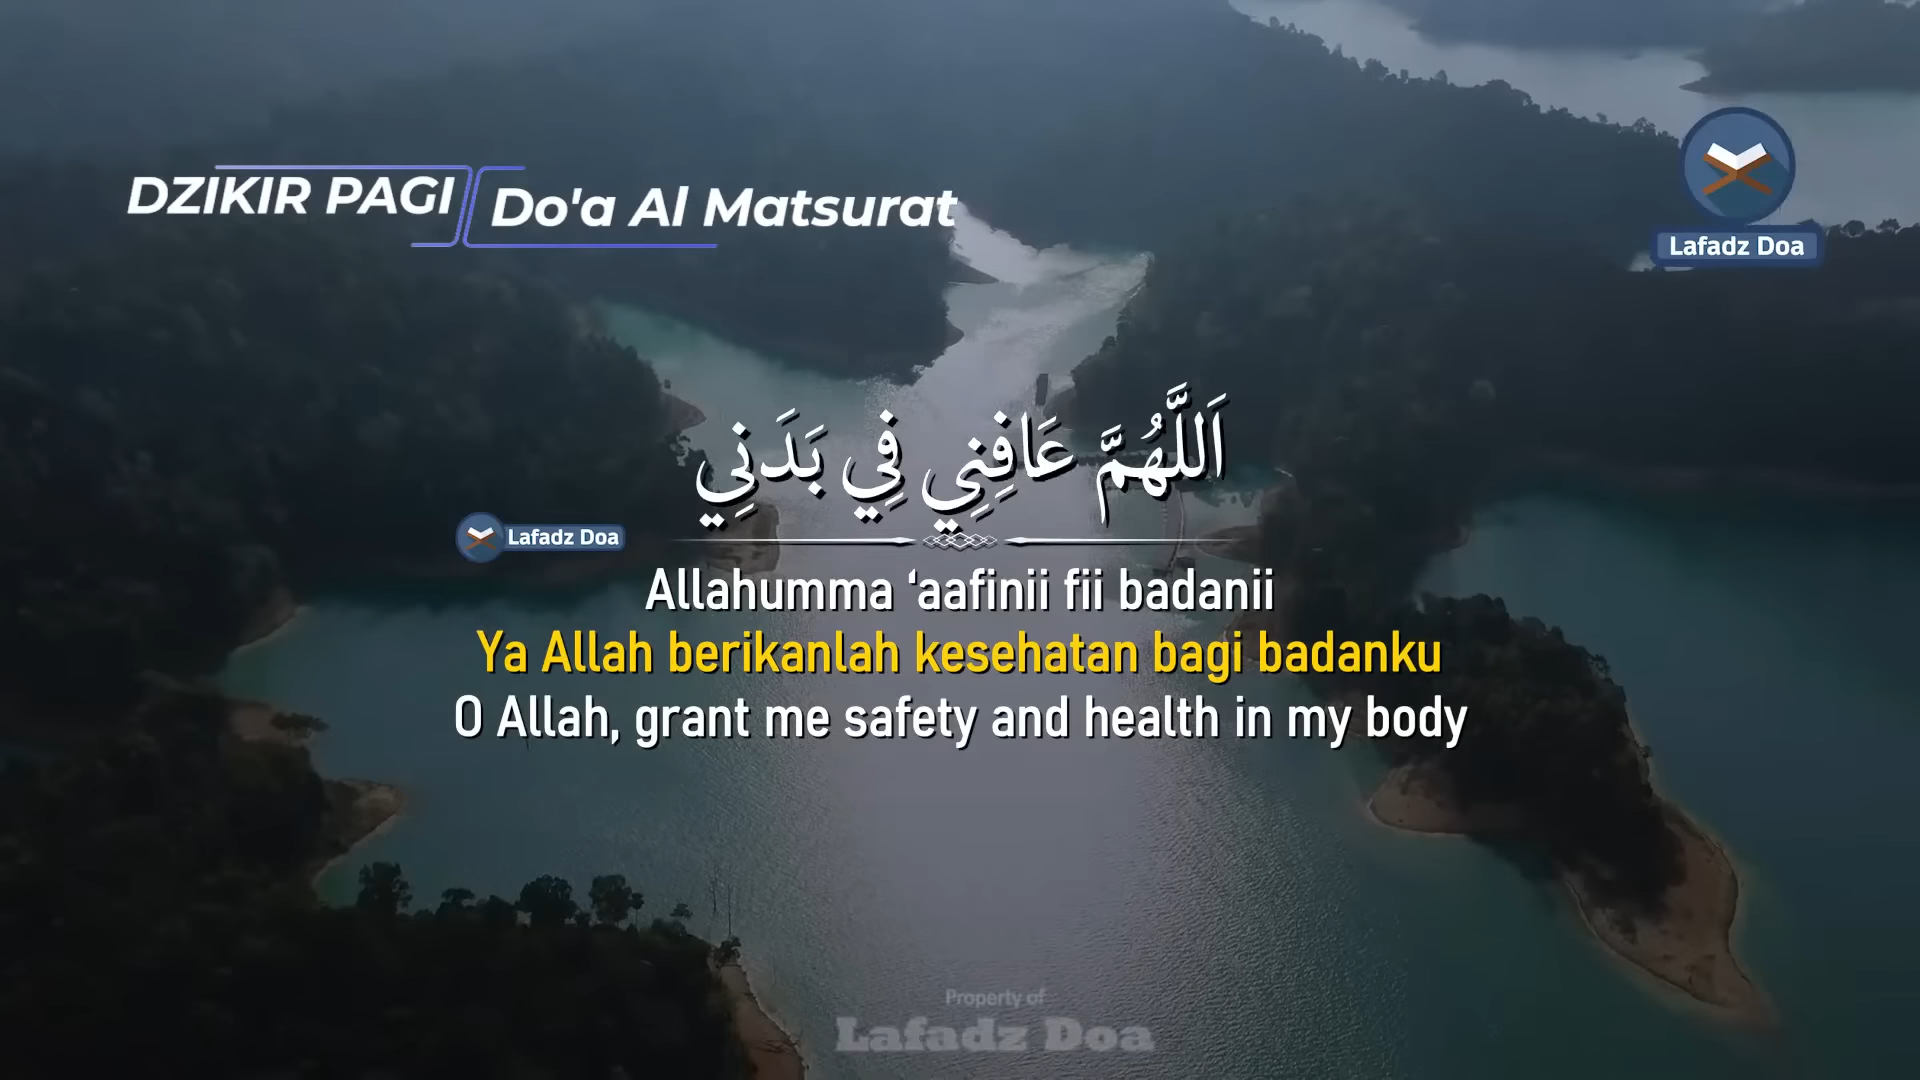 DZIKIR PAGI
Do'a Al Matsurat
Lafadz Doa
اَللَّهُمَّ عَافِنِي فِي بَدَنِي
Lafadz Doa
Allahumma ‘aafinii fii badanii
Ya Allah berikanlah kesehatan bagi badanku
O Allah, grant me safety and health in my body
Property of
Lafadz Doa